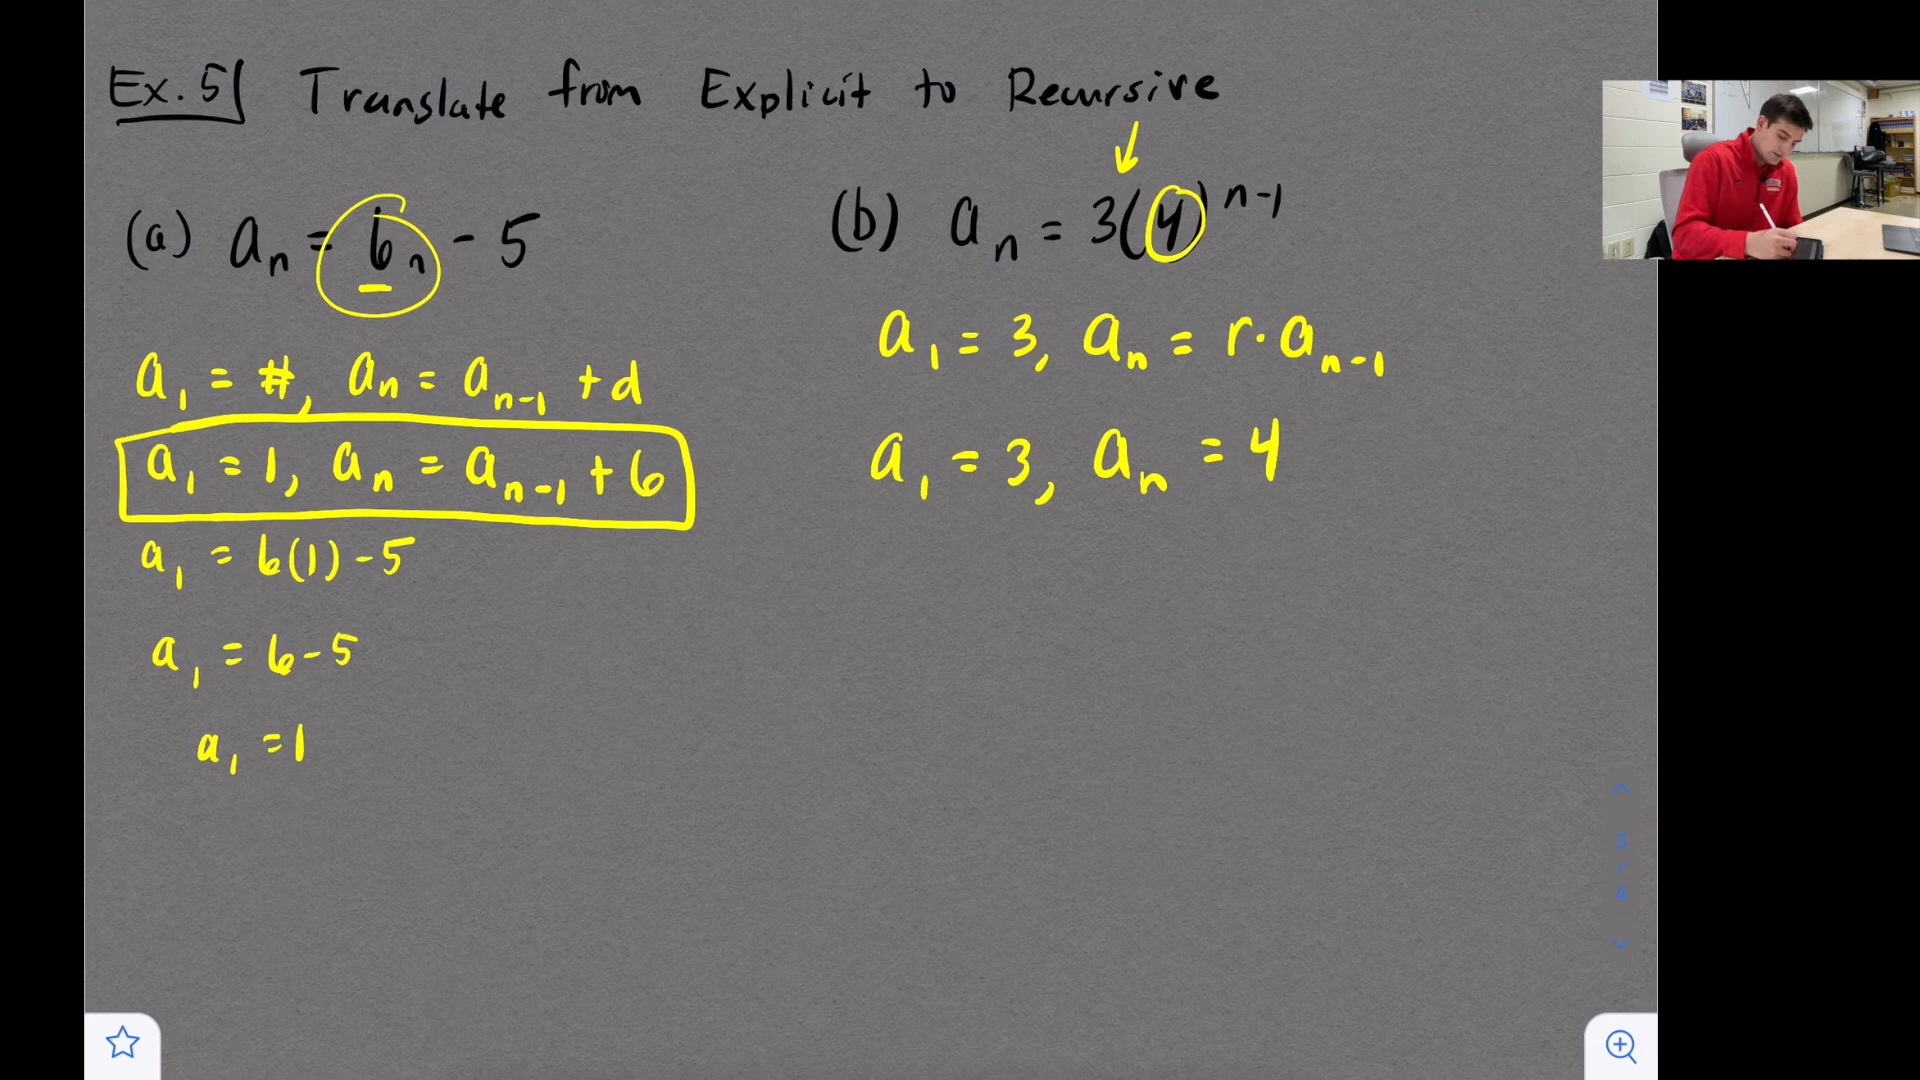 Ex. 5 Translate from Explicit to Recursive
(a) aₙ = 6n - 5
a₁ = #, aₙ = aₙ₋₁ + d
a₁ = 1, aₙ = aₙ₋₁ + 6
a₁ = 6(1) - 5
a₁ = 6 - 5
a₁ = 1
(b) aₙ = 3(4)ⁿ⁻¹
a₁ = 3, aₙ = r · aₙ₋₁
a₁ = 3, aₙ = 4
3
/
4